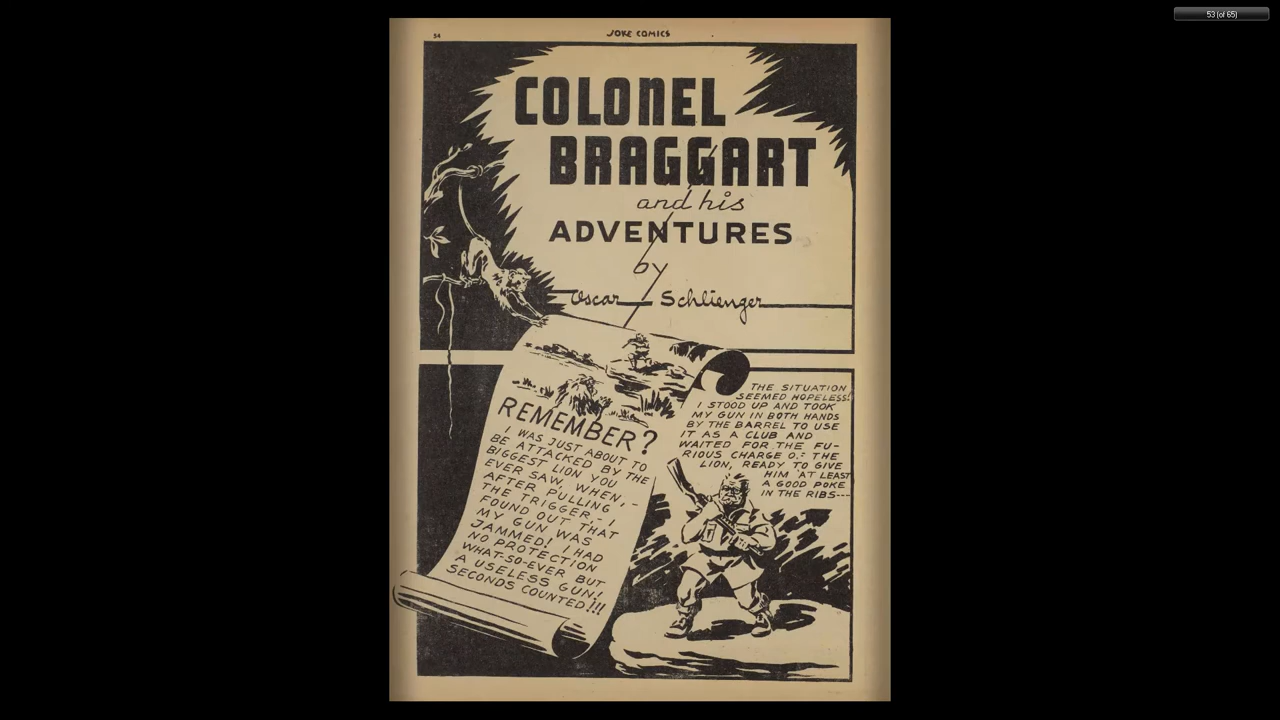 53 (of 65)
54
JOKE COMICS
COLONEL
BRAGGART
and his
ADVENTURES
by
Oscar Schlienger
REMEMBER?
I WAS JUST ABOUT TO
BE ATTACKED BY THE
BIGGEST LION YOU
EVER SAW, WHEN,-
AFTER PULLING
THE TRIGGER,- I
FOUND OUT THAT
MY GUN WAS
JAMMED! I HAD
NO PROTECTION
WHAT-SO-EVER BUT
A USELESS GUN!
SECONDS COUNTED!!!
THE SITUATION
SEEMED HOPELESS!
I STOOD UP AND TOOK
MY GUN IN BOTH HANDS
BY THE BARREL TO USE
IT AS A CLUB AND
WAITED FOR THE FU-
RIOUS CHARGE O: THE
LION, READY TO GIVE
HIM AT LEAST
A GOOD POKE
IN THE RIBS---